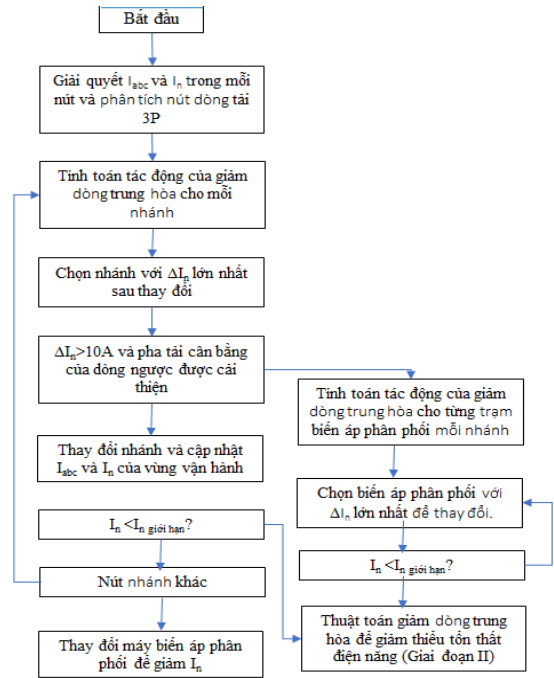 Bắt đầu
Giải quyết Iabc và In trong mỗi
nút và phân tích nút dòng tải
3P
Tính toán tác động của giảm
dòng trung hòa cho mỗi
nhánh
Chọn nhánh với ΔIn lớn nhất
sau thay đổi
ΔIn>10A và pha tải cân bằng
của dòng ngược được cải
thiện
Thay đổi nhánh và cập nhật
Iabc và In của vùng vận hành
In <In giới hạn?
Nút nhánh khác
Thay đổi máy biến áp phân
phối để giảm In
Tính toán tác động của giảm
dòng trung hòa cho từng trạm
biến áp phân phối mỗi nhánh
Chọn biến áp phân phối với
ΔIn lớn nhất để thay đổi.
In <In giới hạn?
Thuật toán giảm dòng trung
hòa để giảm thiểu tổn thất
điện năng (Giai đoạn II)